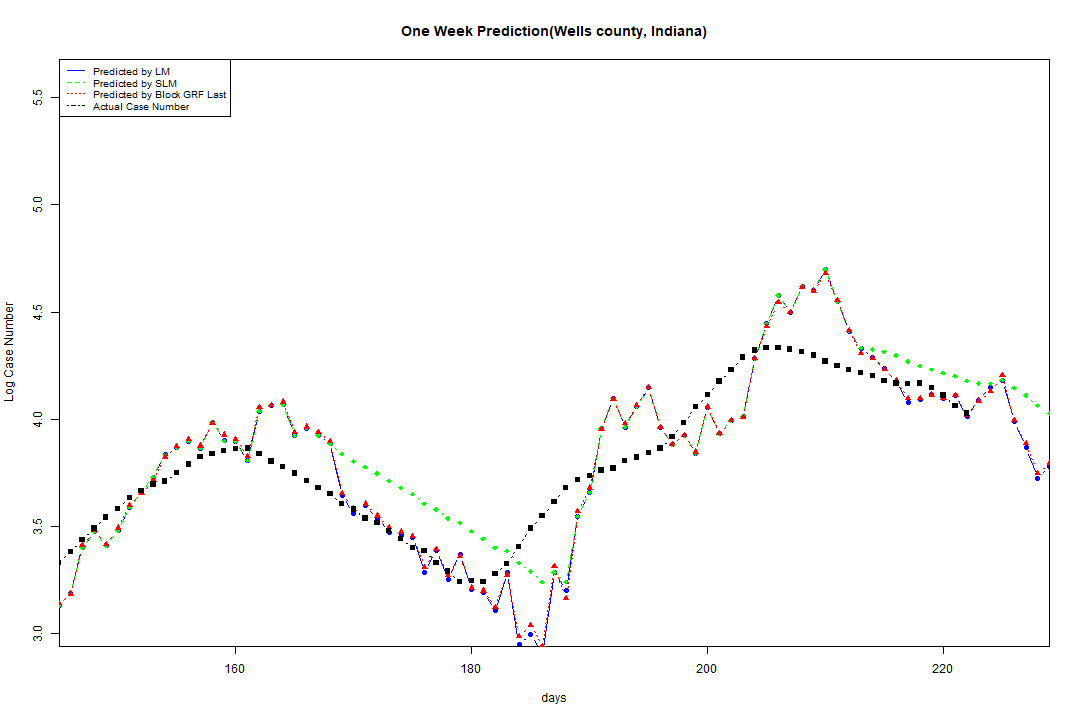 One Week Prediction(Wells county, Indiana)
Predicted by LM
Predicted by SLM
Predicted by Block GRF Last
Actual Case Number
5.5
5.0
4.5
4.0
3.5
3.0
Log Case Number
160 180 200 220
days